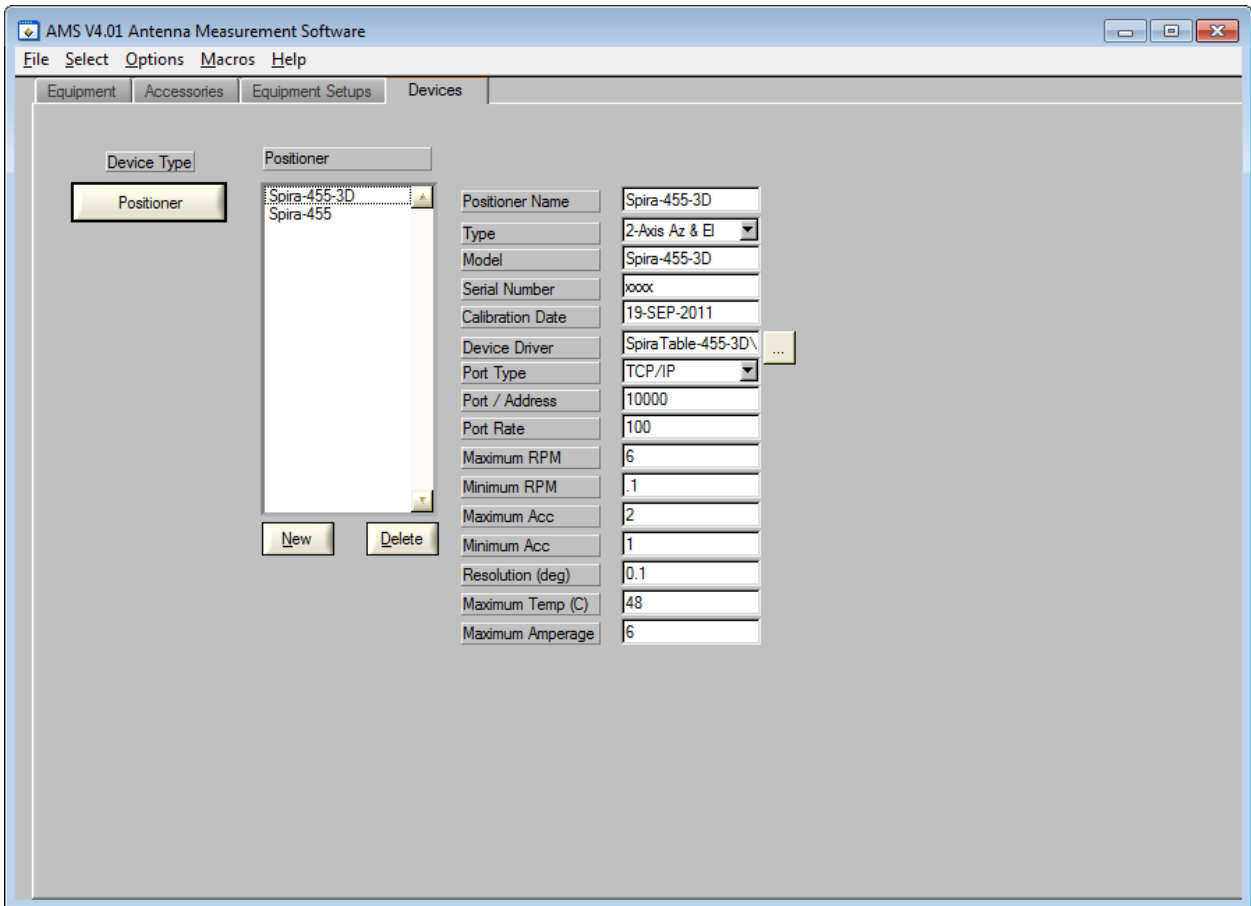 AMS V4.01 Antenna Measurement Software
File Select Options Macros Help
Equipment Accessories Equipment Setups Devices
Device Type
Positioner
Positioner
Spira-455-3D
Spira-455
New Delete
Positioner Name Spira-455-3D
Type 2-Axis Az & El
Model Spira-455-3D
Serial Number xxxx
Calibration Date 19-SEP-2011
Device Driver SpiraTable-455-3D\ ...
Port Type TCP/IP
Port / Address 10000
Port Rate 100
Maximum RPM 6
Minimum RPM .1
Maximum Acc 2
Minimum Acc 1
Resolution (deg) 0.1
Maximum Temp (C) 48
Maximum Amperage 6